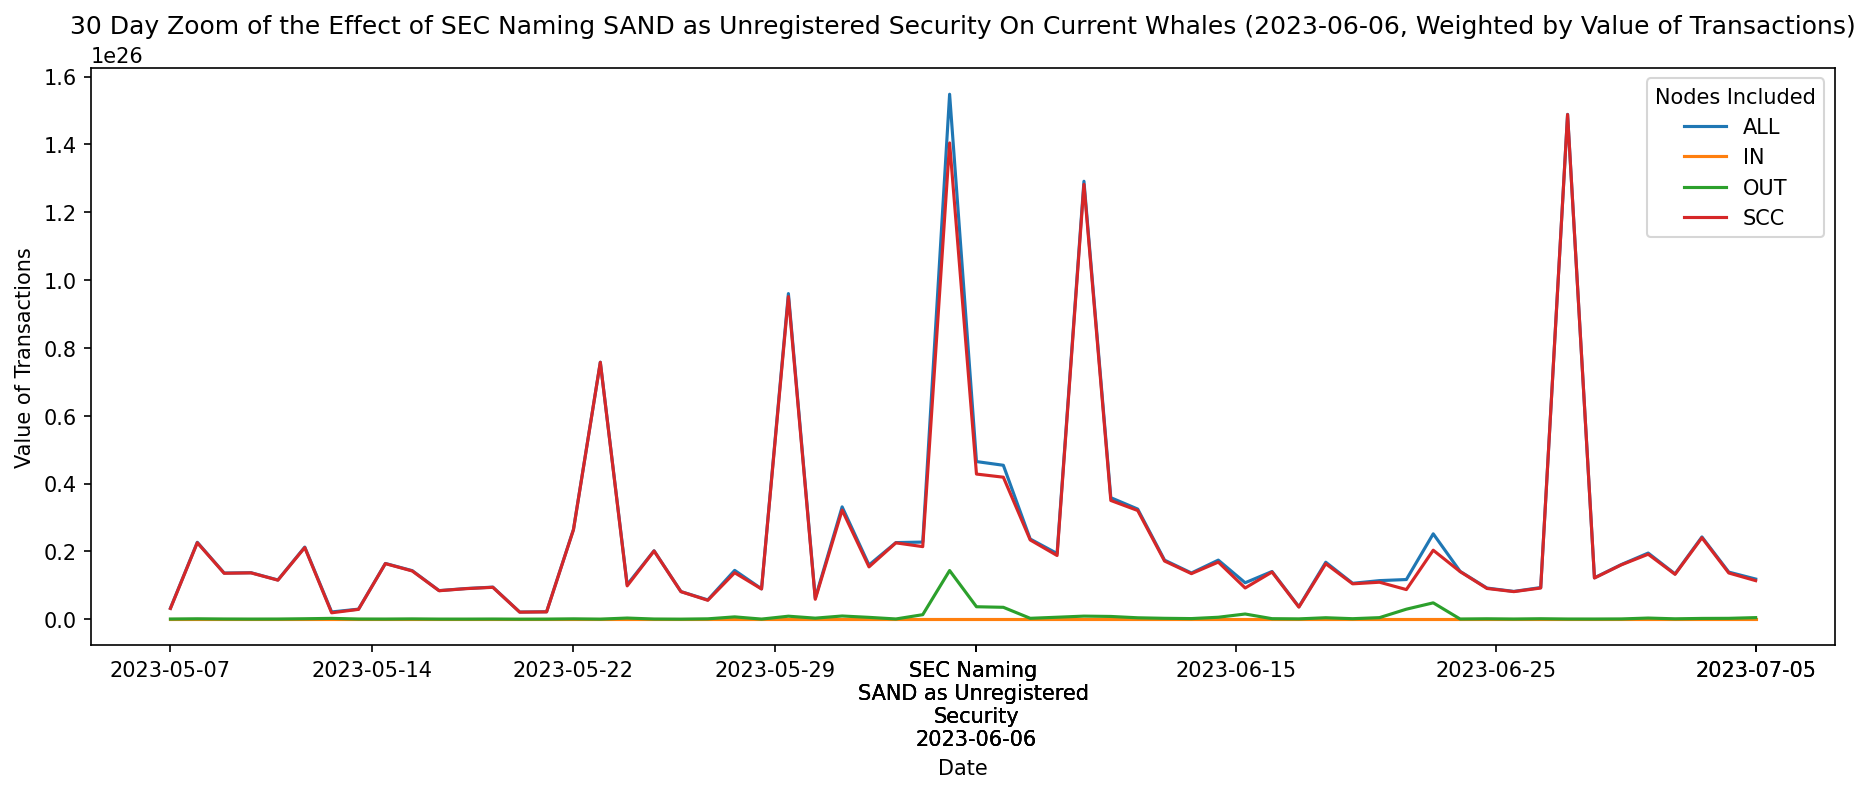 30 Day Zoom of the Effect of SEC Naming SAND as Unregistered Security On Current Whales (2023-06-06, Weighted by Value of Transactions)
1e26
1.6
1.4
1.2
1.0
0.8
0.6
0.4
0.2
0.0
Value of Transactions
Nodes Included
ALL
IN
OUT
SCC
2023-05-07
2023-05-14
2023-05-22
2023-05-29
SEC Naming
SAND as Unregistered
Security
2023-06-06
2023-06-15
2023-06-25
2023-07-05
Date